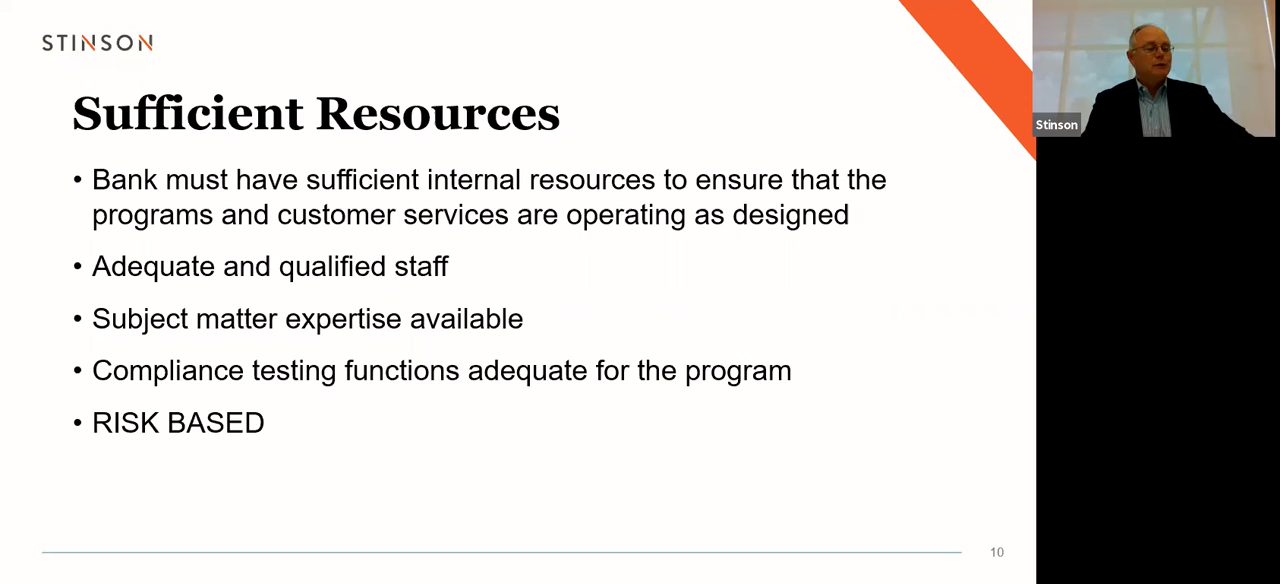 STINSON
Sufficient Resources
• Bank must have sufficient internal resources to ensure that the
programs and customer services are operating as designed
• Adequate and qualified staff
• Subject matter expertise available
• Compliance testing functions adequate for the program
• RISK BASED
10
Stinson